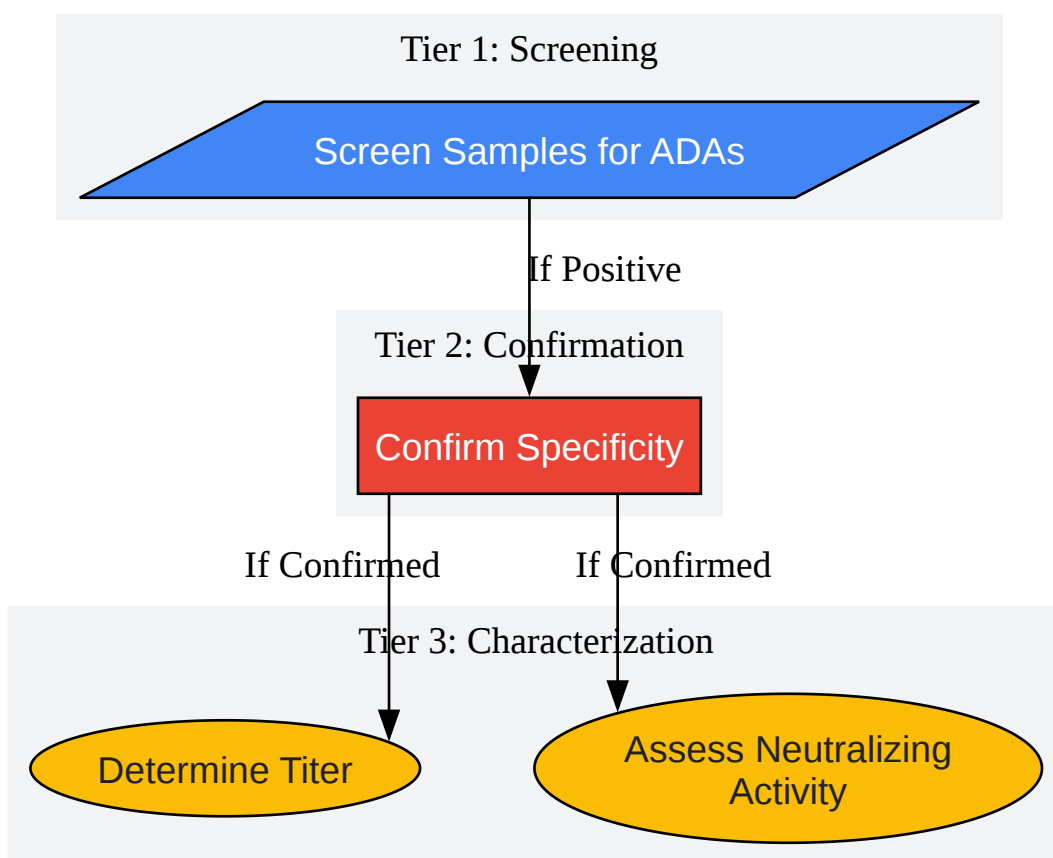 Tier 1: Screening
Screen Samples for ADAs
If Positive
Tier 2: Confirmation
Confirm Specificity
If Confirmed
If Confirmed
Tier 3: Characterization
Determine Titer
Assess Neutralizing
Activity